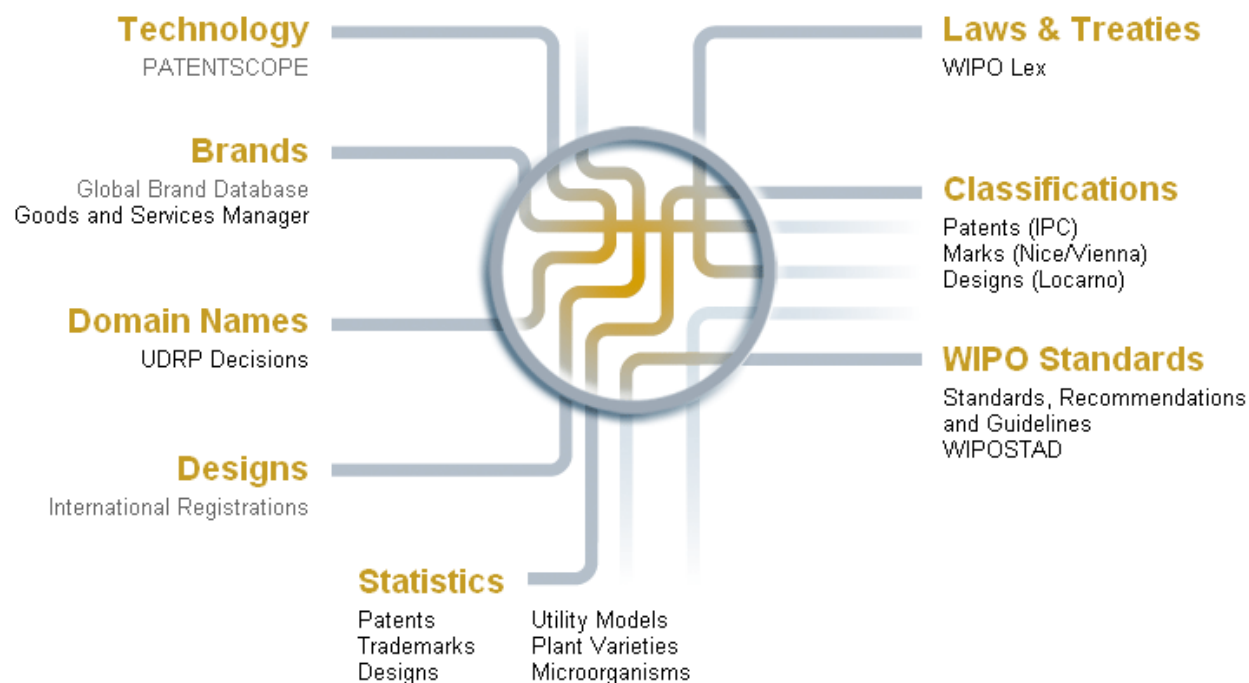 Technology
PATENTSCOPE
Brands
Global Brand Database
Goods and Services Manager
Domain Names
UDRP Decisions
Designs
International Registrations
Statistics
Patents
Trademarks
Designs
Utility Models
Plant Varieties
Microorganisms
Laws & Treaties
WIPO Lex
Classifications
Patents (IPC)
Marks (Nice/Vienna)
Designs (Locarno)
WIPO Standards
Standards, Recommendations
and Guidelines
WIPOSTAD